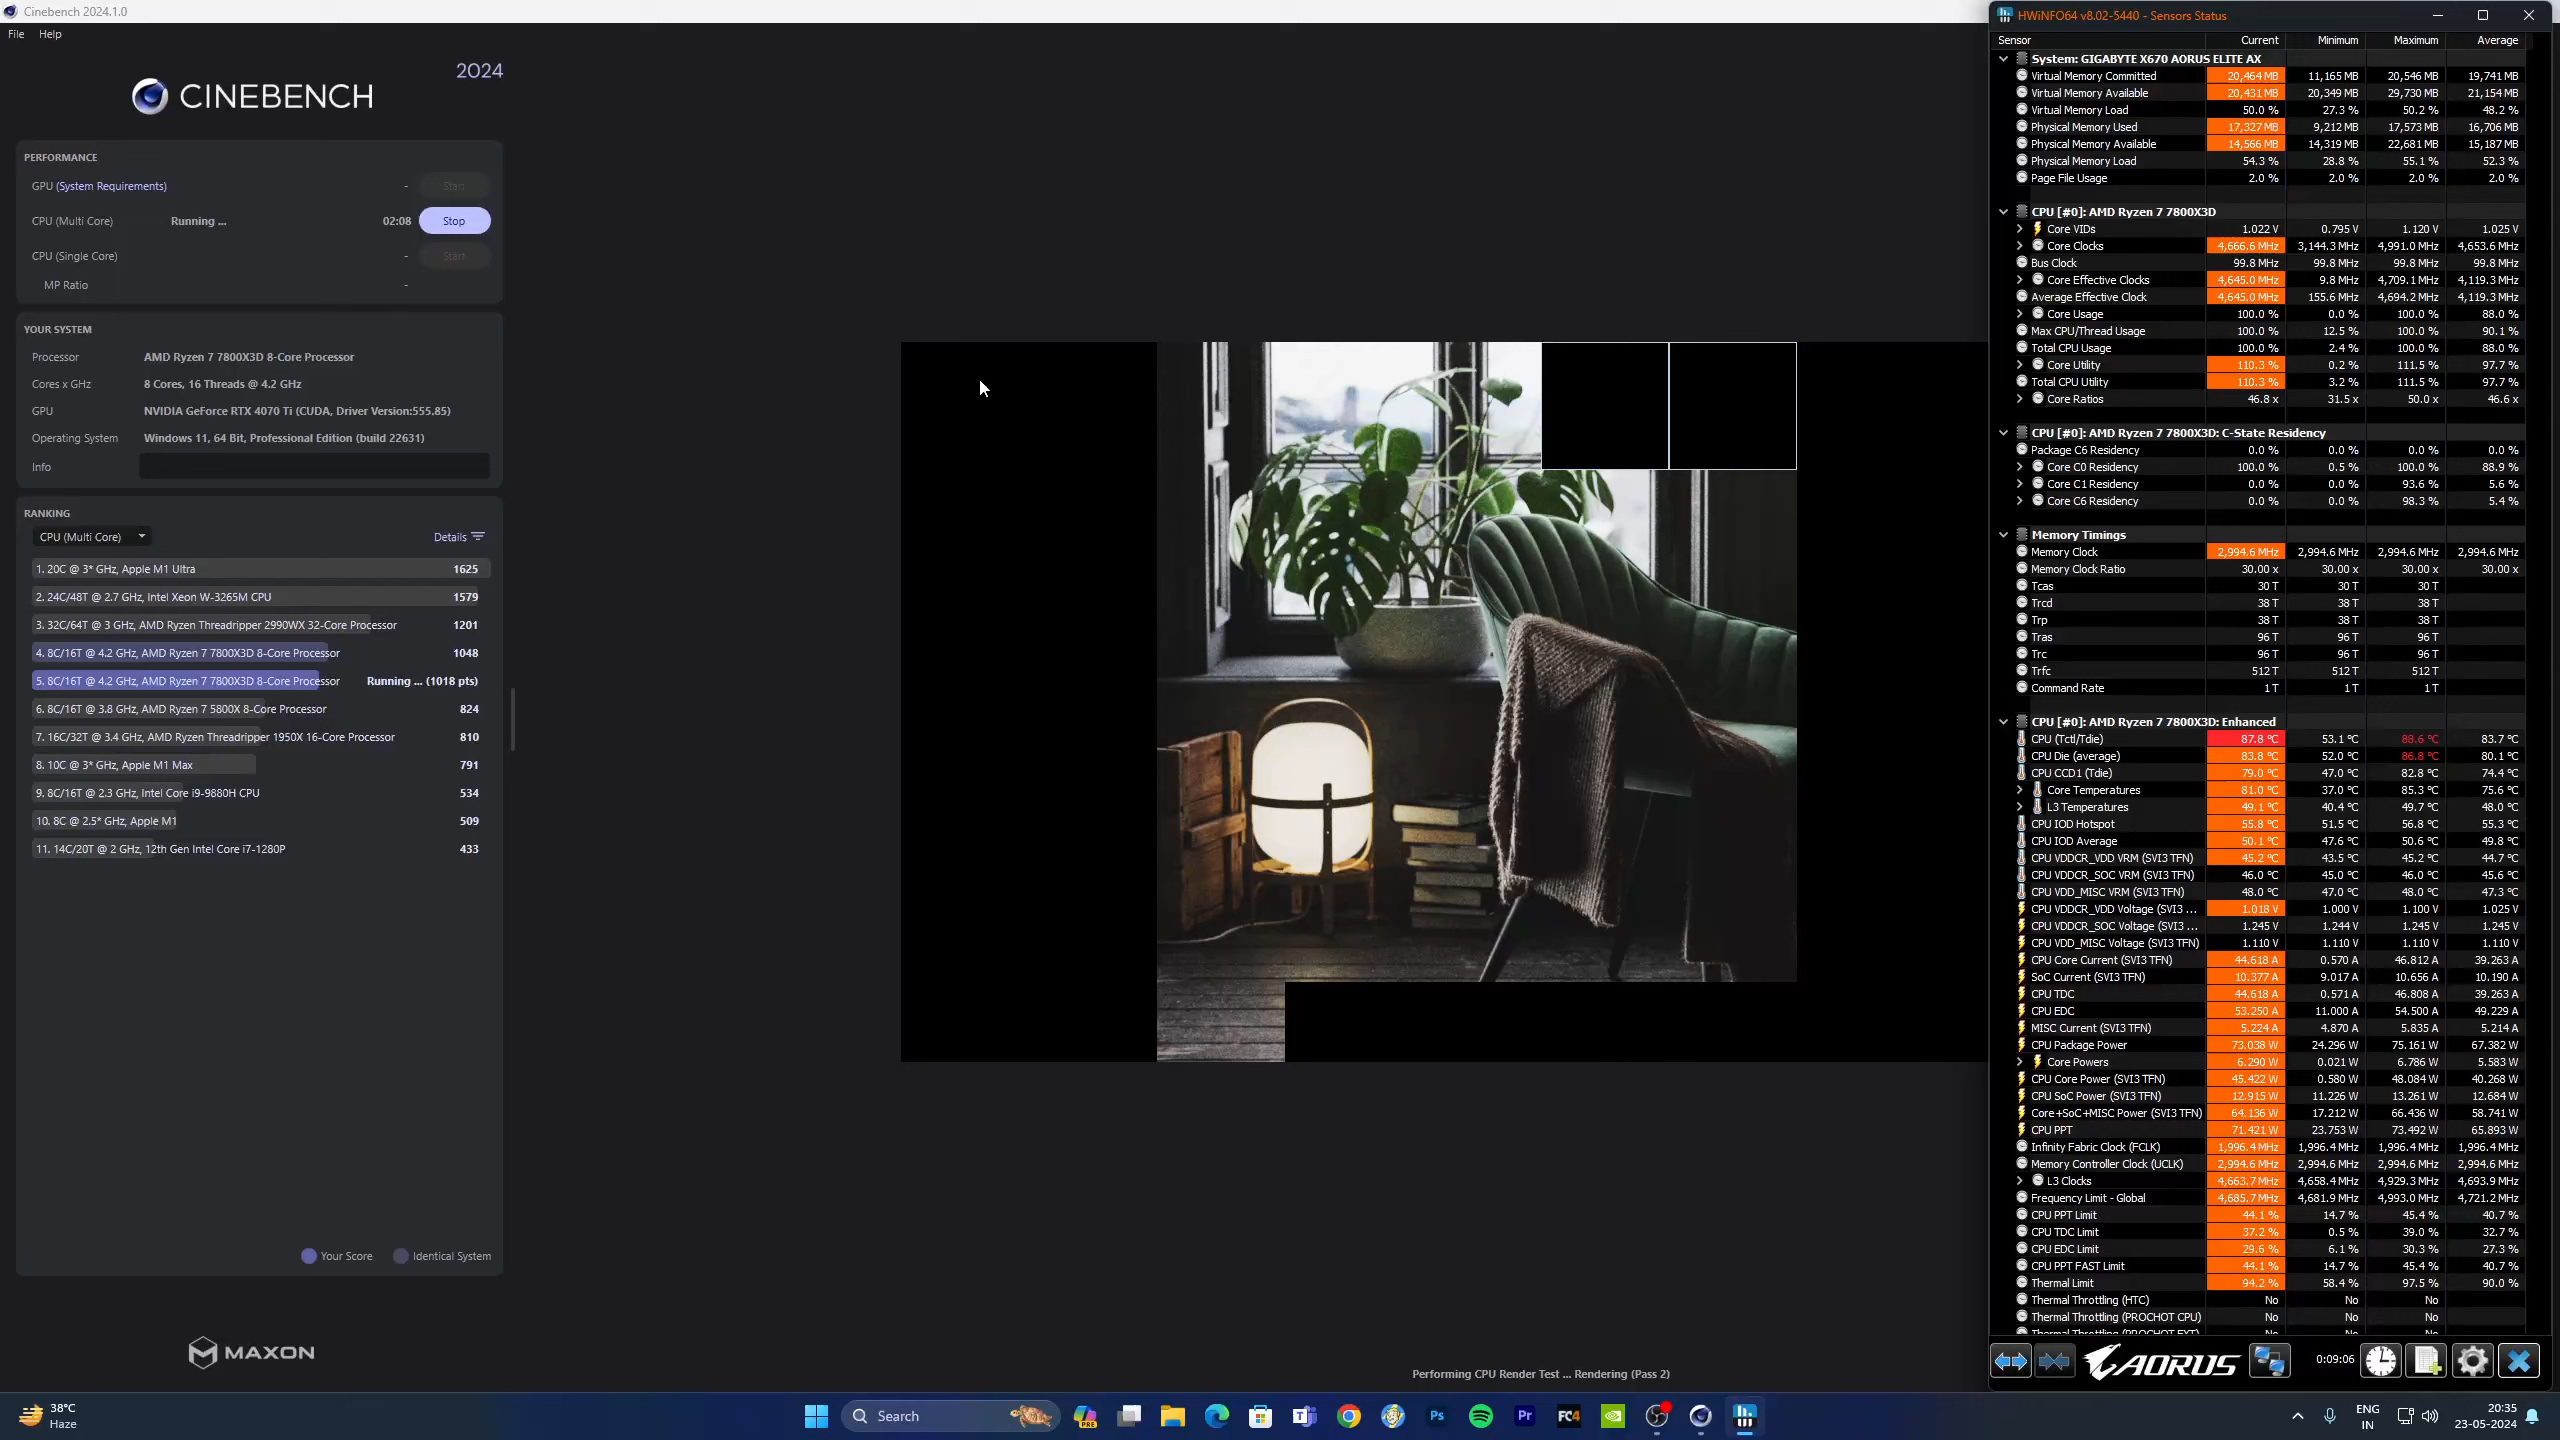 Cinebench 2024.1.0
File Help
2024
CINEBENCH
PERFORMANCE
GPU (System Requirements) - Start
CPU (Multi Core) Running ... 02:08 Stop
CPU (Single Core) - Start
MP Ratio -
YOUR SYSTEM
Processor AMD Ryzen 7 7800X3D 8-Core Processor
Cores x GHz 8 Cores, 16 Threads @ 4.2 GHz
GPU NVIDIA GeForce RTX 4070 Ti (CUDA, Driver Version:555.85)
Operating System Windows 11, 64 Bit, Professional Edition (build 22631)
Info
RANKING
CPU (Multi Core) Details
1. 20C @ 3* GHz, Apple M1 Ultra 1625
2. 24C/48T @ 2.7 GHz, Intel Xeon W-3265M CPU 1579
3. 32C/64T @ 3 GHz, AMD Ryzen Threadripper 2990WX 32-Core Processor 1201
4. 8C/16T @ 4.2 GHz, AMD Ryzen 7 7800X3D 8-Core Processor 1048
5. 8C/16T @ 4.2 GHz, AMD Ryzen 7 7800X3D 8-Core Processor Running ... (1018 pts)
6. 8C/16T @ 3.8 GHz, AMD Ryzen 7 5800X 8-Core Processor 824
7. 16C/32T @ 3.4 GHz, AMD Ryzen Threadripper 1950X 16-Core Processor 810
8. 10C @ 3* GHz, Apple M1 Max 791
9. 8C/16T @ 2.3 GHz, Intel Core i9-9880H CPU 534
10. 8C @ 2.5* GHz, Apple M1 509
11. 14C/20T @ 2 GHz, 12th Gen Intel Core i7-1280P 433
Your Score Identical System
MAXON
Performing CPU Render Test ... Rendering (Pass 2)
HWiNFO64 v8.02-5440 - Sensors Status
Sensor Current Minimum Maximum Average
System: GIGABYTE X670 AORUS ELITE AX
Virtual Memory Committed 20,464 MB 11,165 MB 20,546 MB 19,741 MB
Virtual Memory Available 20,431 MB 20,349 MB 29,730 MB 21,154 MB
Virtual Memory Load 50.0 % 27.3 % 50.2 % 48.2 %
Physical Memory Used 17,327 MB 9,212 MB 17,573 MB 16,706 MB
Physical Memory Available 14,566 MB 14,319 MB 22,681 MB 15,187 MB
Physical Memory Load 54.3 % 28.8 % 55.1 % 52.3 %
Page File Usage 2.0 % 2.0 % 2.0 % 2.0 %
CPU [#0]: AMD Ryzen 7 7800X3D
Core VIDs 1.022 V 0.795 V 1.120 V 1.025 V
Core Clocks 4,666.6 MHz 3,144.3 MHz 4,991.0 MHz 4,653.6 MHz
Bus Clock 99.8 MHz 99.8 MHz 99.8 MHz 99.8 MHz
Core Effective Clocks 4,645.0 MHz 9.8 MHz 4,709.1 MHz 4,119.3 MHz
Average Effective Clock 4,645.0 MHz 155.6 MHz 4,694.2 MHz 4,119.3 MHz
Core Usage 100.0 % 0.0 % 100.0 % 88.0 %
Max CPU/Thread Usage 100.0 % 12.5 % 100.0 % 90.1 %
Total CPU Usage 100.0 % 2.4 % 100.0 % 88.0 %
Core Utility 110.3 % 0.2 % 111.5 % 97.7 %
Total CPU Utility 110.3 % 3.2 % 111.5 % 97.7 %
Core Ratios 46.8 x 31.5 x 50.0 x 46.6 x
CPU [#0]: AMD Ryzen 7 7800X3D: C-State Residency
Package C6 Residency 0.0 % 0.0 % 0.0 % 0.0 %
Core C0 Residency 100.0 % 0.5 % 100.0 % 88.9 %
Core C1 Residency 0.0 % 0.0 % 93.6 % 5.6 %
Core C6 Residency 0.0 % 0.0 % 98.3 % 5.4 %
Memory Timings
Memory Clock 2,994.6 MHz 2,994.6 MHz 2,994.6 MHz 2,994.6 MHz
Memory Clock Ratio 30.00 x 30.00 x 30.00 x 30.00 x
Tcas 30 T 30 T 30 T
Trcd 38 T 38 T 38 T
Trp 38 T 38 T 38 T
Tras 96 T 96 T 96 T
Trc 96 T 96 T 96 T
Trfc 512 T 512 T 512 T
Command Rate 1 T 1 T 1 T
CPU [#0]: AMD Ryzen 7 7800X3D: Enhanced
CPU (Tctl/Tdie) 87.8 °C 53.1 °C 88.6 °C 83.7 °C
CPU Die (average) 83.8 °C 52.0 °C 86.8 °C 80.1 °C
CPU CCD1 (Tdie) 79.0 °C 47.0 °C 82.8 °C 74.4 °C
Core Temperatures 81.0 °C 37.0 °C 85.3 °C 75.6 °C
L3 Temperatures 49.1 °C 40.4 °C 49.7 °C 48.0 °C
CPU IOD Hotspot 55.8 °C 51.5 °C 56.8 °C 55.3 °C
CPU IOD Average 50.1 °C 47.6 °C 50.6 °C 49.8 °C
CPU VDDCR_VDD VRM (SVI3 TFN) 45.2 °C 43.5 °C 45.2 °C 44.7 °C
CPU VDDCR_SOC VRM (SVI3 TFN) 46.0 °C 45.0 °C 46.0 °C 45.6 °C
CPU VDD_MISC VRM (SVI3 TFN) 48.0 °C 47.0 °C 48.0 °C 47.3 °C
CPU VDDCR_VDD Voltage (SVI3 ... 1.018 V 1.000 V 1.100 V 1.025 V
CPU VDDCR_SOC Voltage (SVI3 ... 1.245 V 1.244 V 1.245 V 1.245 V
CPU VDD_MISC Voltage (SVI3 TFN) 1.110 V 1.110 V 1.110 V 1.110 V
CPU Core Current (SVI3 TFN) 44.618 A 0.570 A 46.812 A 39.263 A
SoC Current (SVI3 TFN) 10.377 A 9.017 A 10.656 A 10.190 A
CPU TDC 44.618 A 0.571 A 46.808 A 39.263 A
CPU EDC 53.250 A 11.000 A 54.500 A 49.229 A
MISC Current (SVI3 TFN) 5.224 A 4.870 A 5.835 A 5.214 A
CPU Package Power 73.038 W 24.296 W 75.161 W 67.382 W
Core Powers 6.290 W 0.021 W 6.786 W 5.583 W
CPU Core Power (SVI3 TFN) 45.422 W 0.580 W 48.084 W 40.268 W
CPU SoC Power (SVI3 TFN) 12.915 W 11.226 W 13.261 W 12.684 W
Core+SoC+MISC Power (SVI3 TFN) 64.136 W 17.212 W 66.436 W 58.741 W
CPU PPT 71.421 W 23.753 W 73.492 W 65.893 W
Infinity Fabric Clock (FCLK) 1,996.4 MHz 1,996.4 MHz 1,996.4 MHz 1,996.4 MHz
Memory Controller Clock (UCLK) 2,994.6 MHz 2,994.6 MHz 2,994.6 MHz 2,994.6 MHz
L3 Clocks 4,663.7 MHz 4,658.4 MHz 4,929.3 MHz 4,693.9 MHz
Frequency Limit - Global 4,685.7 MHz 4,681.9 MHz 4,993.0 MHz 4,721.2 MHz
CPU PPT Limit 44.1 % 14.7 % 45.4 % 40.7 %
CPU TDC Limit 37.2 % 0.5 % 39.0 % 32.7 %
CPU EDC Limit 29.6 % 6.1 % 30.3 % 27.3 %
CPU PPT FAST Limit 44.1 % 14.7 % 45.4 % 40.7 %
Thermal Limit 94.2 % 58.4 % 97.5 % 90.0 %
Thermal Throttling (HTC) No No No
Thermal Throttling (PROCHOT CPU) No No No
Thermal Throttling (PROCHOT EXT) No No No
AORUS 0:09:06
38°C
Haze
Search
PRE
Ps
Pr
FC4
ENG
IN
20:35
23-05-2024